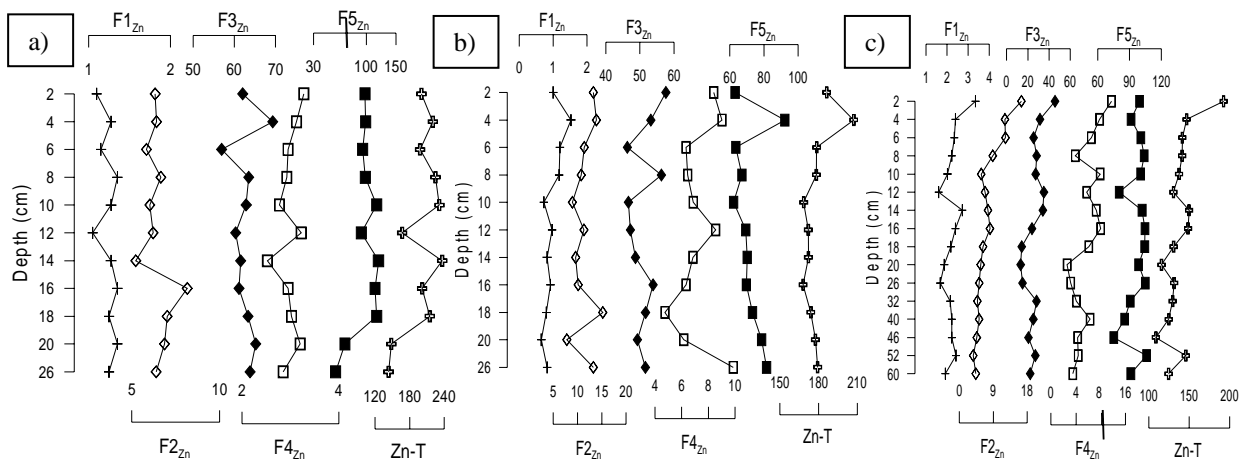 a)
F1Zn F3Zn F5Zn
1 2 50 60 70 30 100 150
Depth (cm)
2
4
6
8
10
12
14
16
18
20
26
5 10 2 4 120 180 240
F2Zn F4Zn Zn-T
b)
F1Zn F3Zn F5Zn
0 1 2 40 60 60 80 100
Depth (cm)
2
4
6
8
10
12
14
16
18
20
26
5 10 15 20 4 6 8 10 150 180 210
F2Zn F4Zn Zn-T
c)
F1Zn F3Zn F5Zn
1 2 3 4 0 20 40 60 60 90 120
Depth (cm)
2
4
6
8
10
12
14
16
18
20
26
32
40
46
52
60
0 9 18 0 4 8 16 100 150 200
F2Zn F4Zn Zn-T